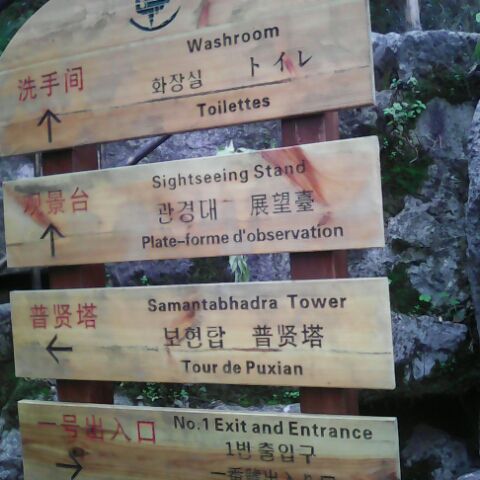 洗手间
Washroom
화장실 トイレ
Toilettes
观景台
Sightseeing Stand
관경대 展望臺
Plate-forme d'observation
普贤塔
Samantabhadra Tower
보현탑 普贤塔
Tour de Puxian
一号出入口
No.1 Exit and Entrance
1번 출입구